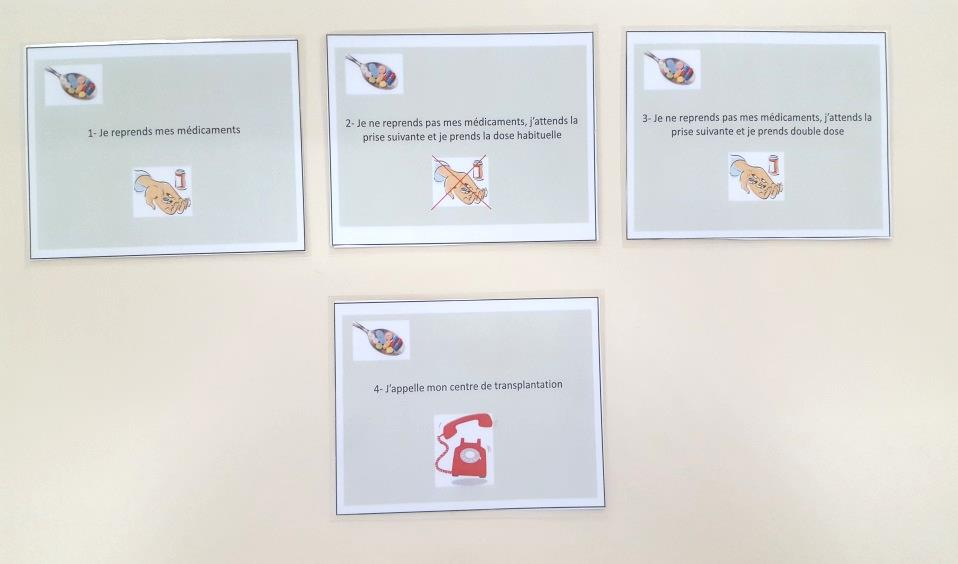 1- Je reprends mes médicaments
2- Je ne reprends pas mes médicaments, j'attends la
prise suivante et je prends la dose habituelle
3- Je ne reprends pas mes médicaments, j'attends la
prise suivante et je prends double dose
4- J'appelle mon centre de transplantation